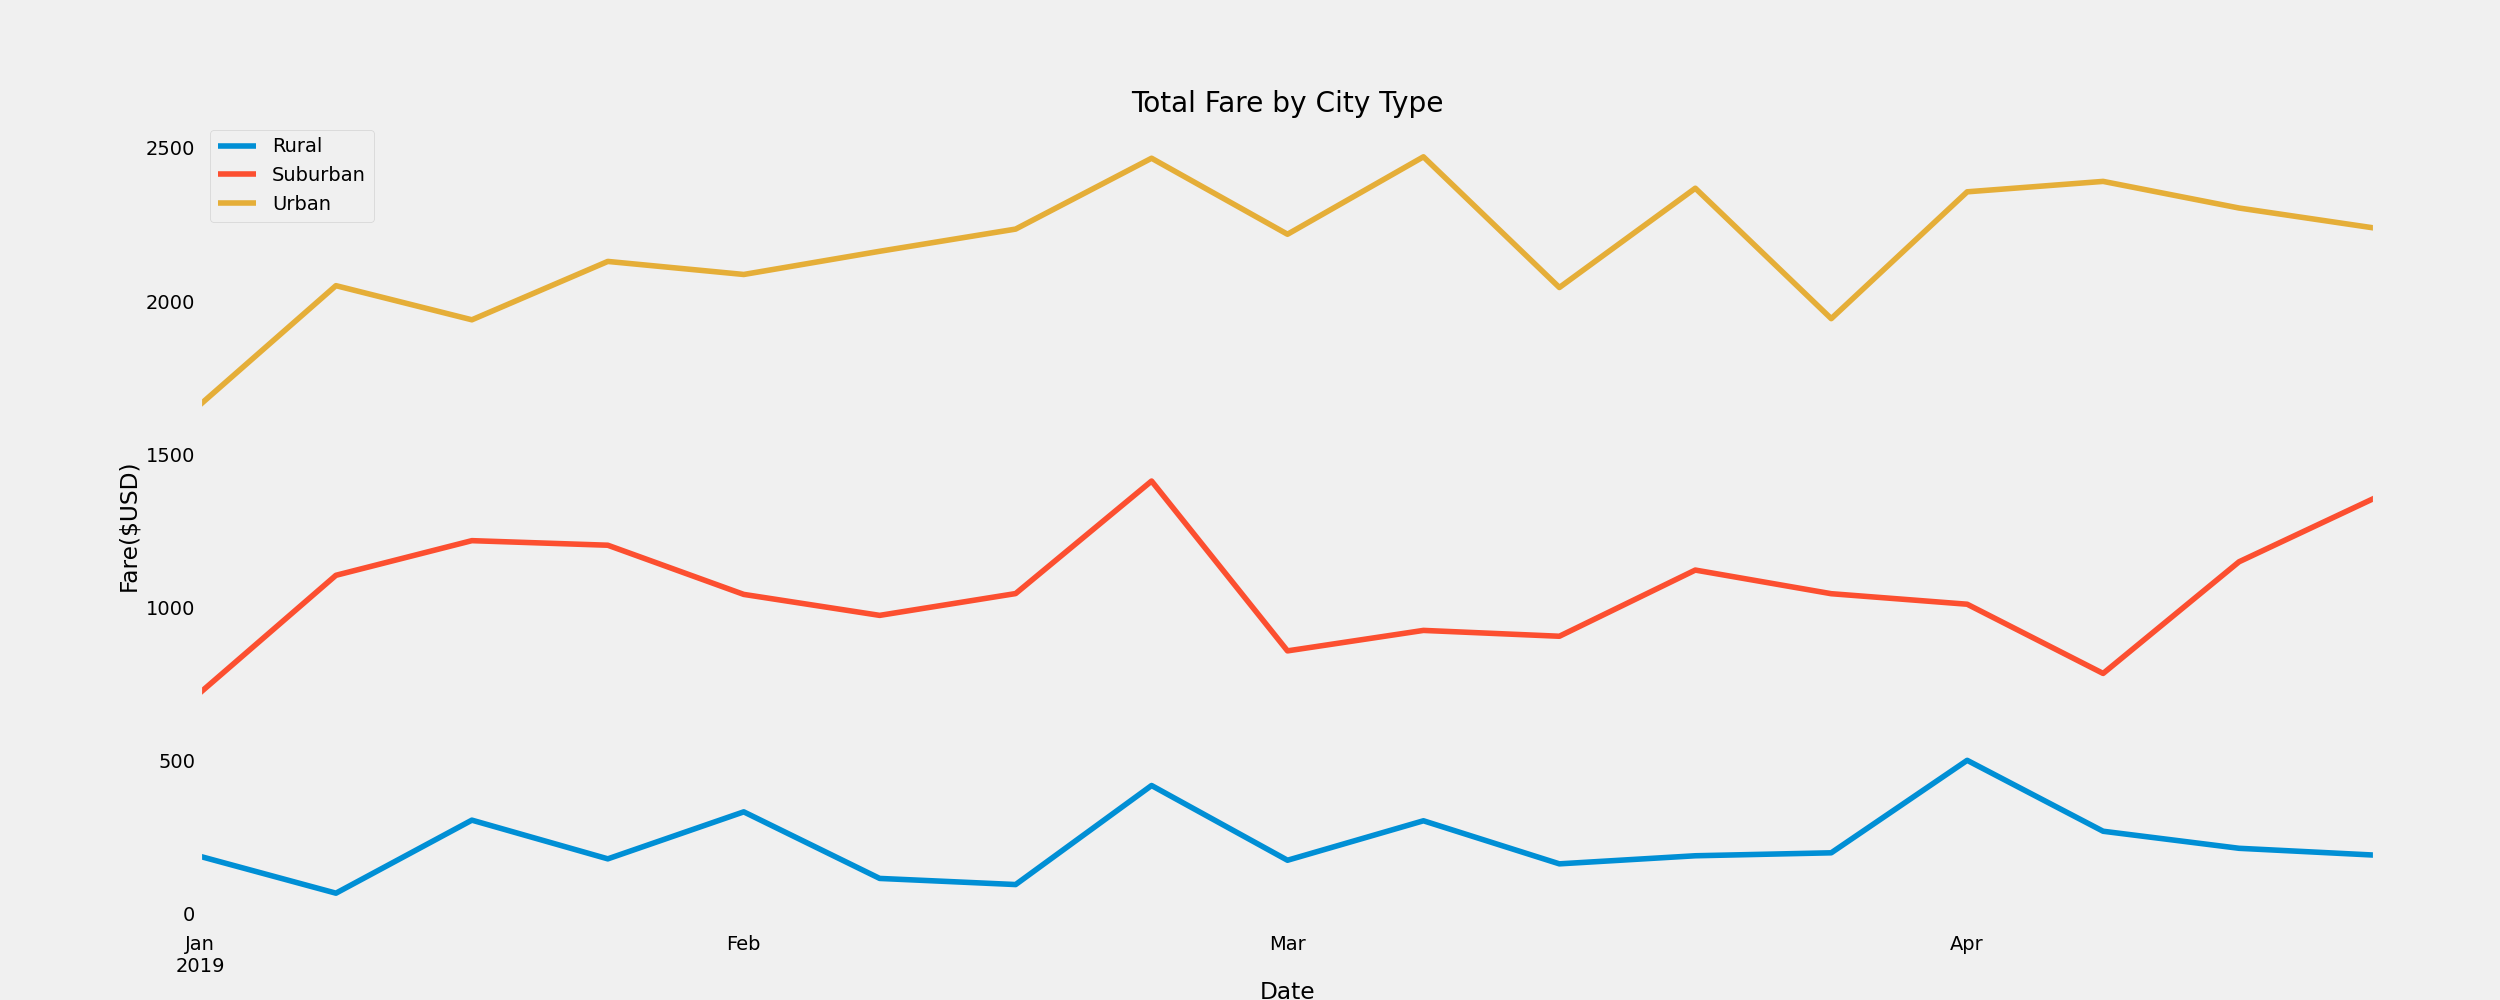 Total Fare by City Type
Rural
Suburban
Urban
Fare($USD)
2500
2000
1500
1000
500
0
Jan
2019
Feb
Mar
Apr
Date